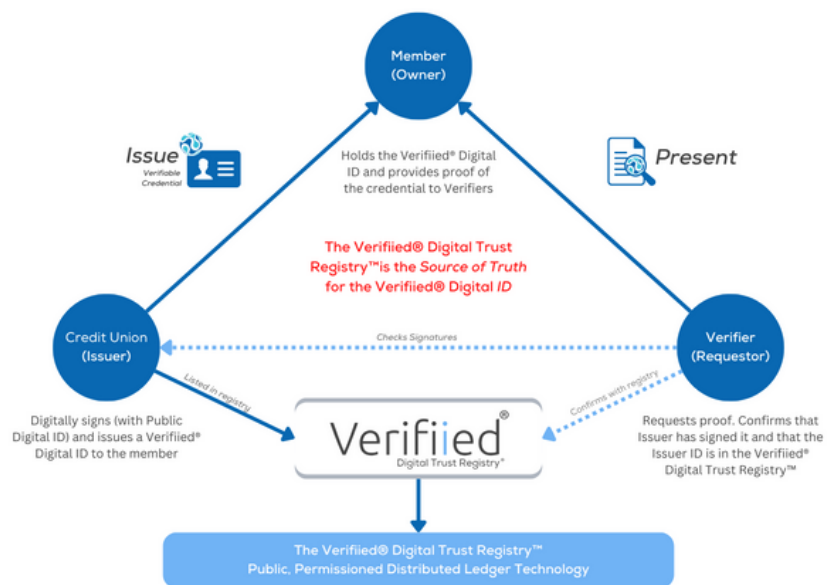 Member
(Owner)
Issue
Verifiable
Credential
Holds the Verifiied® Digital
ID and provides proof of
the credential to Verifiers
Present
The Verifiied® Digital Trust
Registry™is the Source of Truth
for the Verifiied® Digital ID
Credit Union
(Issuer)
Checks Signatures
Verifier
(Requestor)
Listed in registry
Confirms with registry
Digitally signs (with Public
Digital ID) and issues a Verifiied®
Digital ID to the member
Verifiied®
Digital Trust Registry™
Requests proof. Confirms that
Issuer has signed it and that the
Issuer ID is in the Verifiied®
Digital Trust Registry™
The Verifiied® Digital Trust Registry™
Public, Permissioned Distributed Ledger Technology